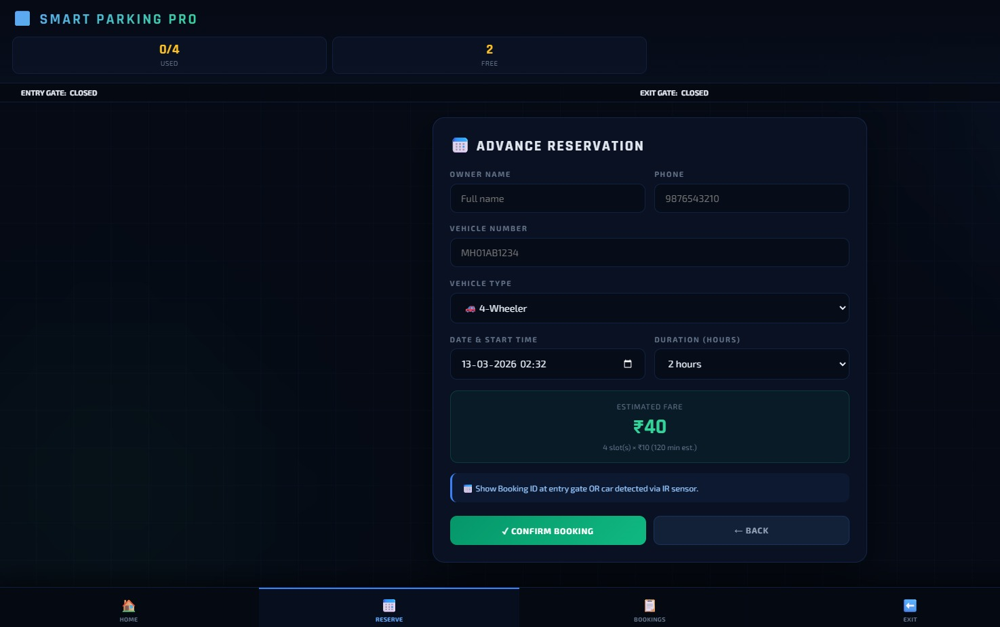 SMART PARKING PRO
0/4
USED
2
FREE
ENTRY GATE: CLOSED
EXIT GATE: CLOSED
ADVANCE RESERVATION
OWNER NAME
PHONE
Full name
9876543210
VEHICLE NUMBER
MH01AB1234
VEHICLE TYPE
4-Wheeler
DATE & START TIME
DURATION (HOURS)
13-03-2026 02:32
2 hours
ESTIMATED FARE
₹40
4 slot(s) × ₹10 (120 min est.)
Show Booking ID at entry gate OR car detected via IR sensor.
✓ CONFIRM BOOKING
← BACK
HOME
RESERVE
BOOKINGS
EXIT